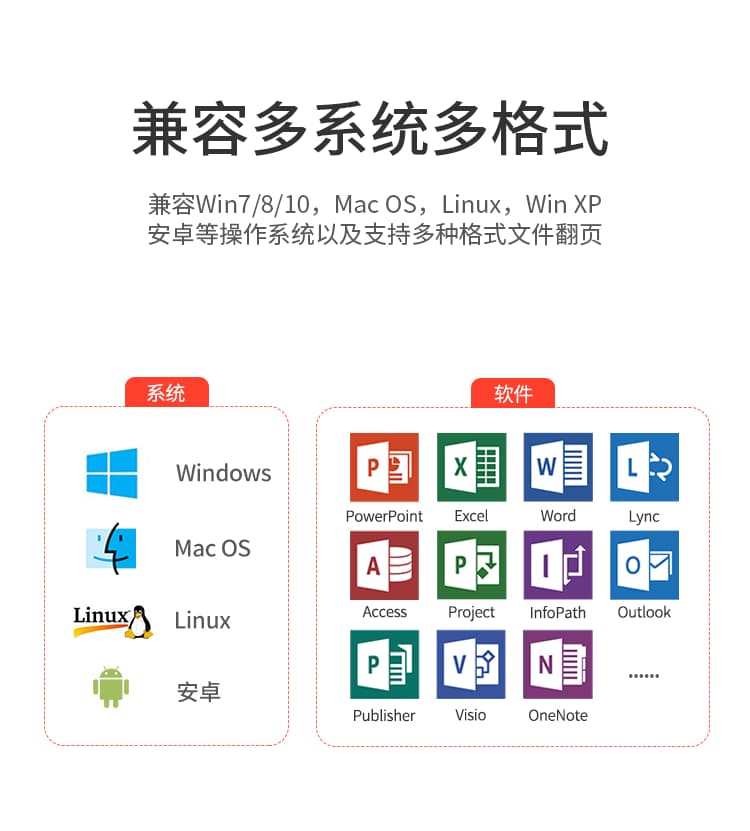 兼容多系统多格式
兼容Win7/8/10，Mac OS，Linux，Win XP
安卓等操作系统以及支持多种格式文件翻页
系统
Windows
Mac OS
Linux
Linux
安卓
软件
P
X
W
L
PowerPoint
Excel
Word
Lync
A
P
I
O
Access
Project
InfoPath
Outlook
P
V
N
......
Publisher
Visio
OneNote